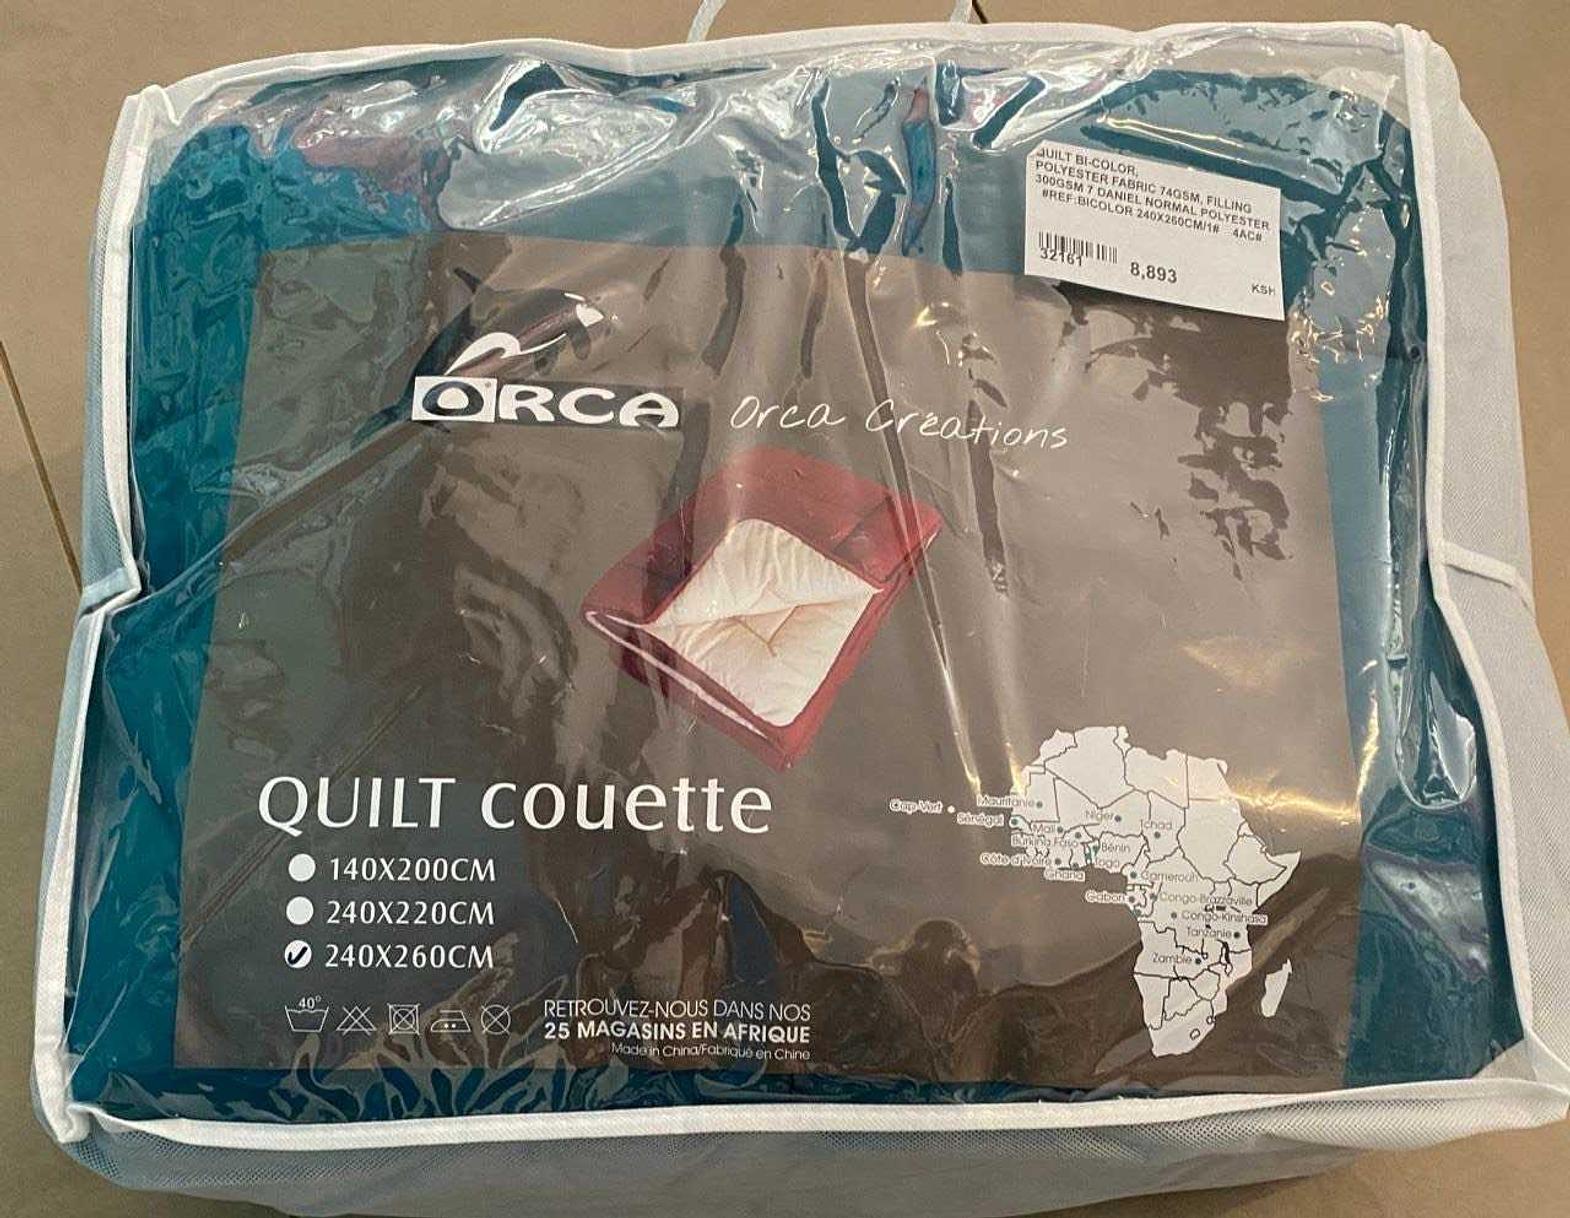 QUILT BI-COLOR,
POLYESTER FABRIC 74GSM, FILLING
300GSM 7 DANIEL NORMAL POLYESTER
#REF:BICOLOR 240X260CM/1# 4AC#
32161
8,893
KSH
ORCA
Orca Créations
QUILT couette
140X200CM
240X220CM
240X260CM
40°
RETROUVEZ-NOUS DANS NOS
25 MAGASINS EN AFRIQUE
Made in China/Fabriqué en Chine
Cap-Vert
Mauritanie
Sénégal
Mali
Niger
Tchad
Burkina Faso
Bénin
Côte d'Ivoire
Togo
Ghana
Cameroun
Gabon
Congo-Brazzaville
Congo-Kinshasa
Tanzanie
Zambie